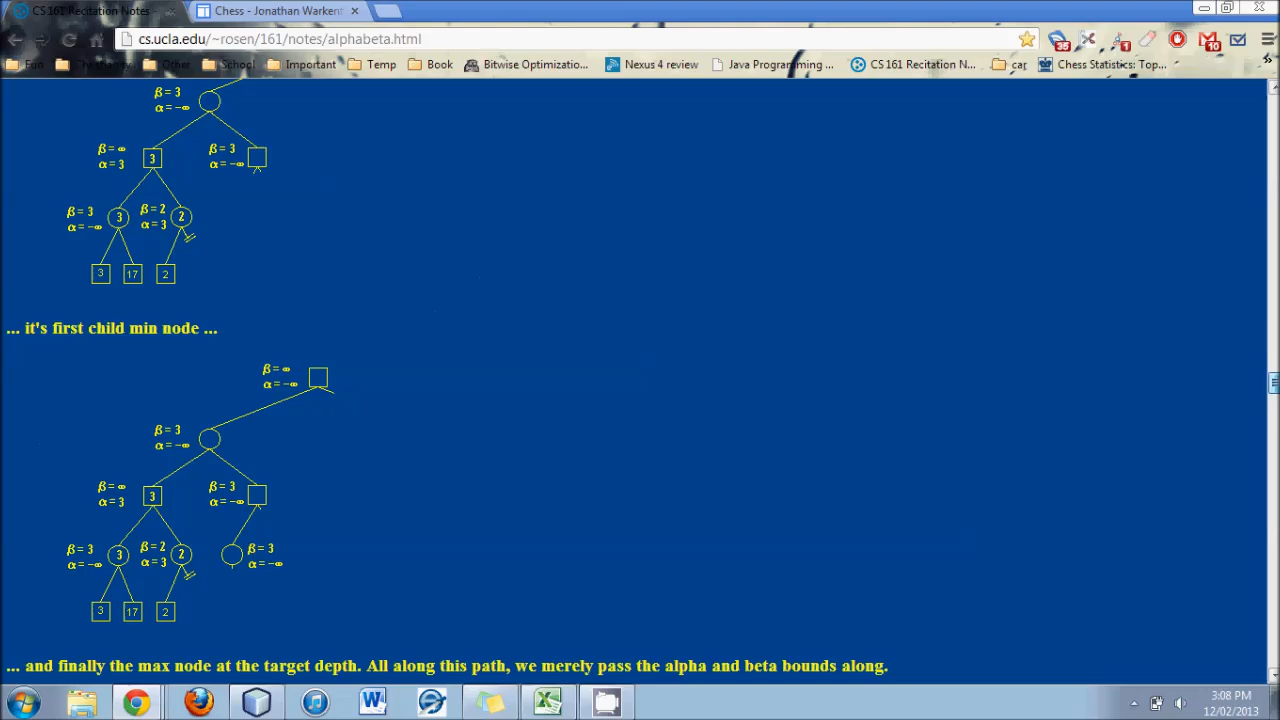 CS 161 Recitation Notes - 
Chess - Jonathan Warkent
cs.ucla.edu/~rosen/161/notes/alphabeta.html
35 1 10
Fun Other School Important Temp Book Bitwise Optimizatio... Nexus 4 review Java Programming ... CS 161 Recitation N... car Chess Statistics: Top...
β = 3
α = −∞
β = ∞
α = 3
3
β = 3
α = −∞
β = 3
α = −∞
3
β = 2
α = 3
2
3 17 2
... it's first child min node ...
β = ∞
α = −∞
β = 3
α = −∞
β = ∞
α = 3
3
β = 3
α = −∞
β = 3
α = −∞
3
β = 2
α = 3
2
β = 3
α = −∞
3 17 2
... and finally the max node at the target depth. All along this path, we merely pass the alpha and beta bounds along.
3:08 PM
12/02/2013